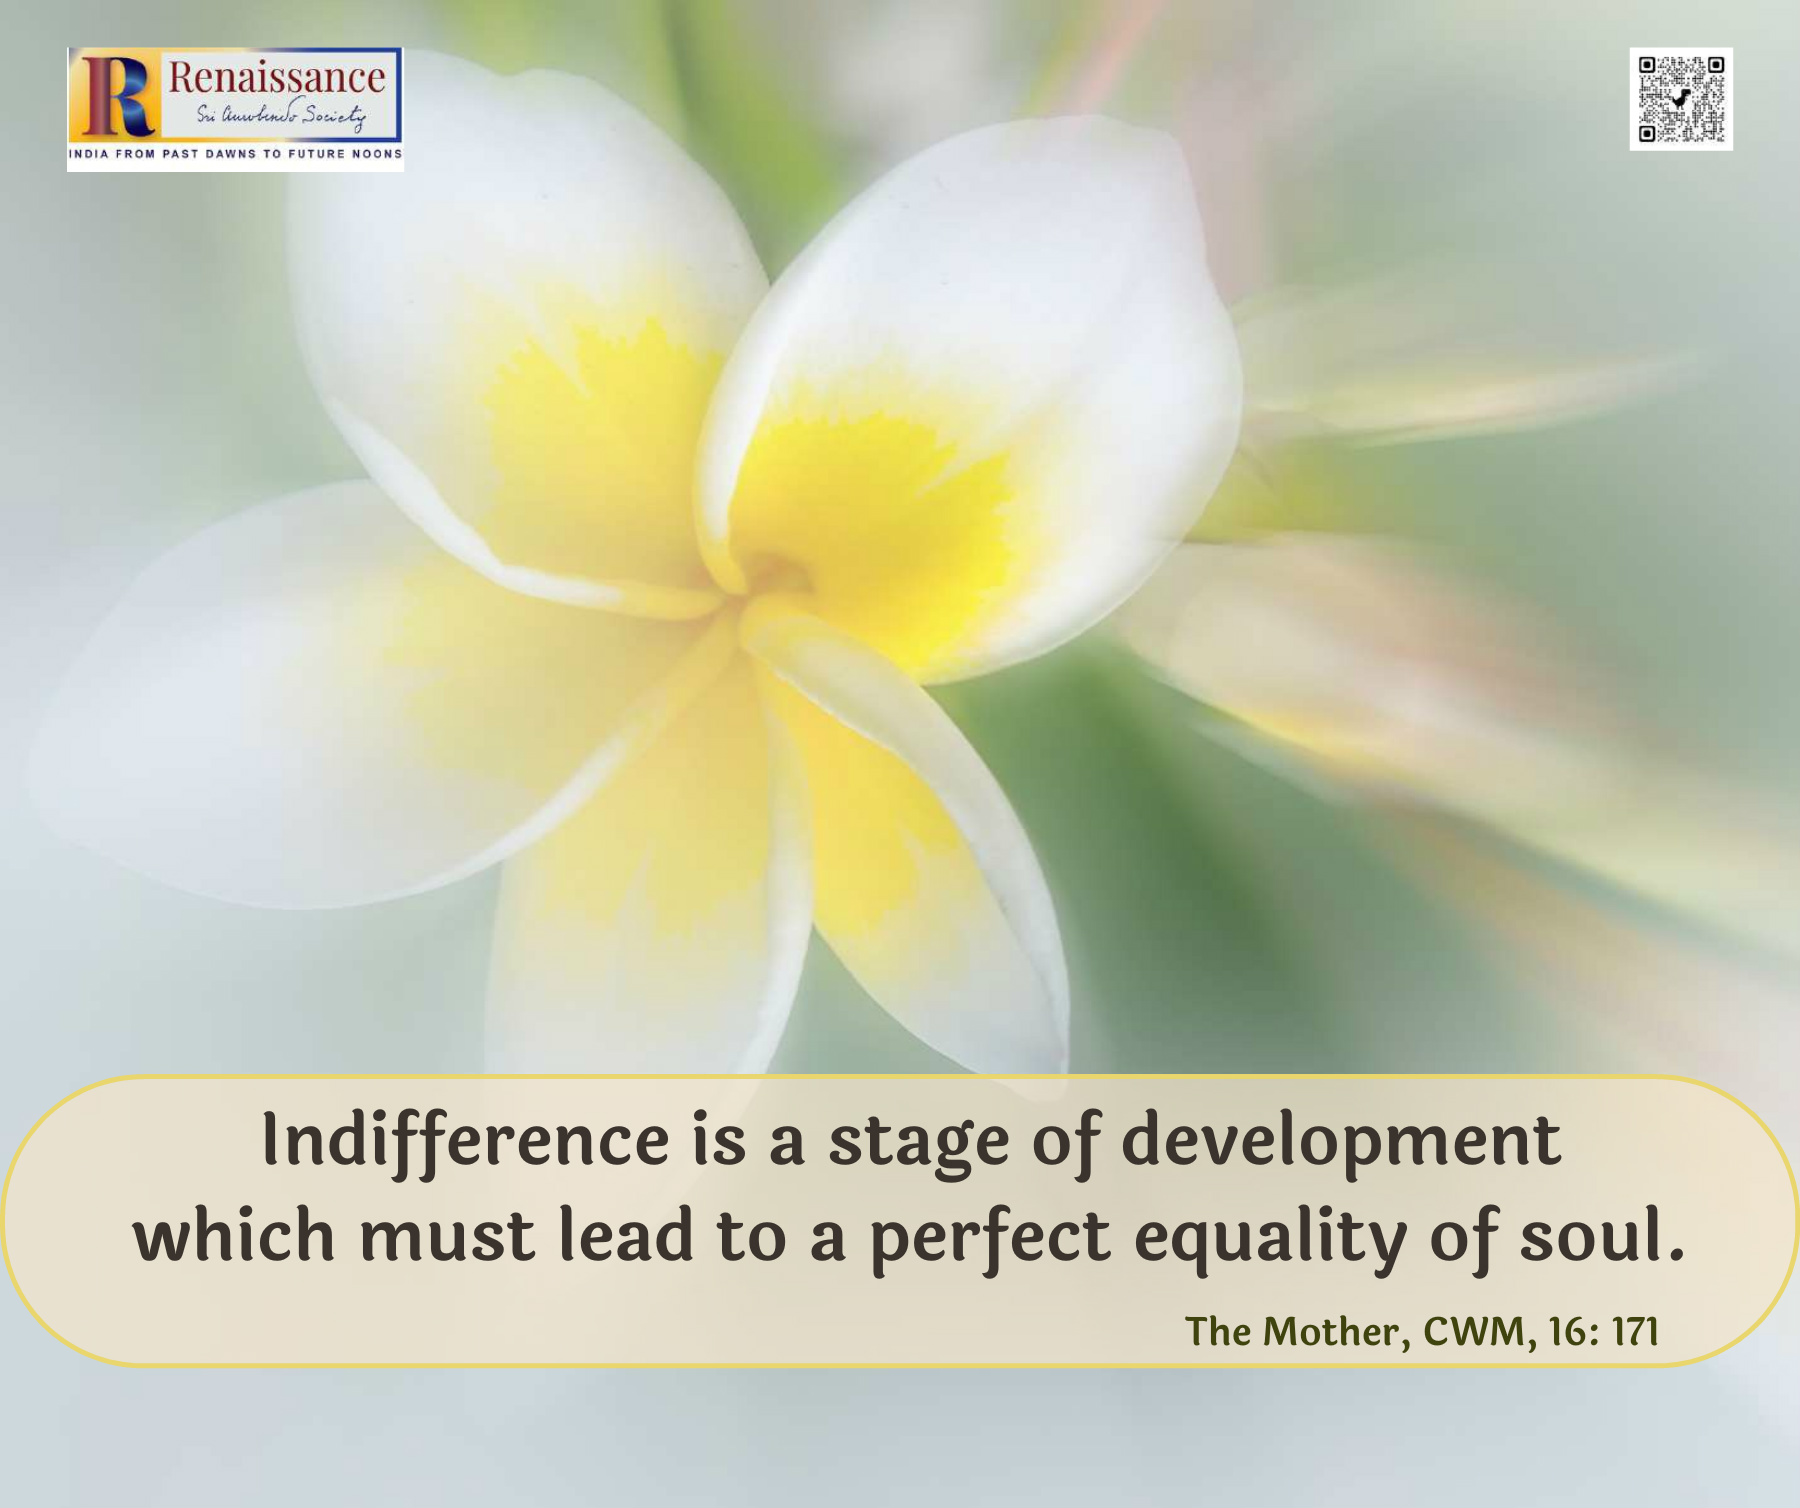 R Renaissance
Sri Aurobindo Society
INDIA FROM PAST DAWNS TO FUTURE NOONS
Indifference is a stage of development
which must lead to a perfect equality of soul.
The Mother, CWM, 16: 171